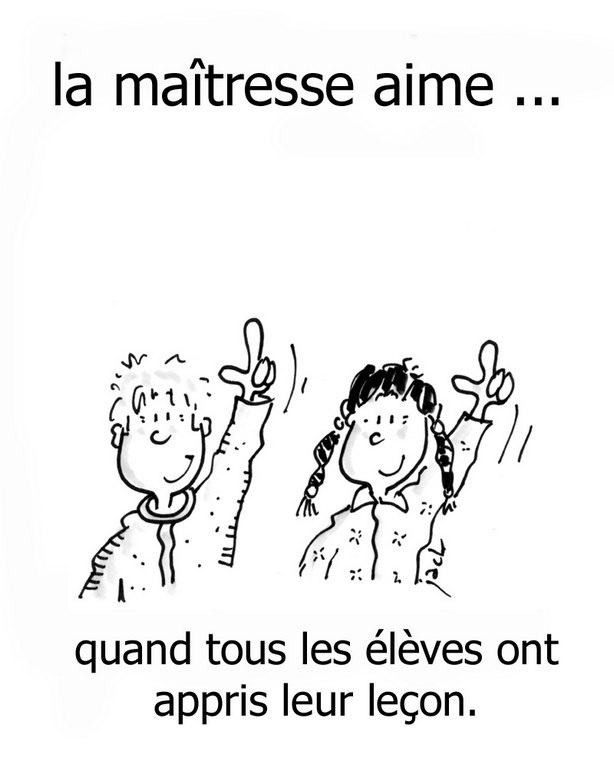 la maîtresse aime ...
quand tous les élèves ont
appris leur leçon.